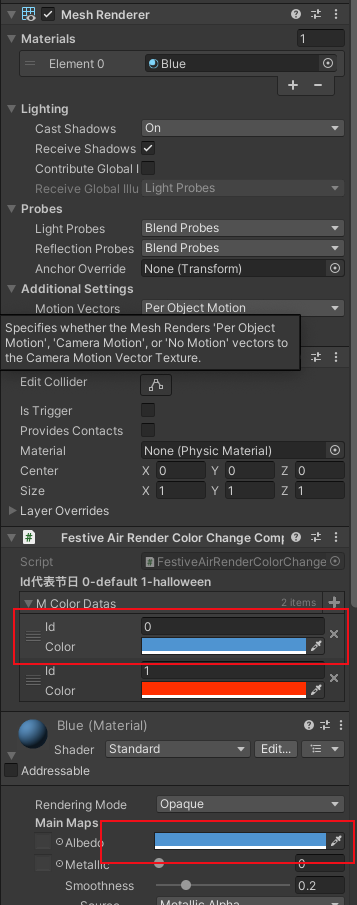 Mesh Renderer
Materials 1
Element 0 Blue
Lighting
Cast Shadows On
Receive Shadows
Contribute Global I
Receive Global Illu Light Probes
Probes
Light Probes Blend Probes
Reflection Probes Blend Probes
Anchor Override None (Transform)
Additional Settings
Motion Vectors Per Object Motion
Specifies whether the Mesh Renders 'Per Object
Motion', 'Camera Motion', or 'No Motion' vectors to
the Camera Motion Vector Texture.
Edit Collider
Is Trigger
Provides Contacts
Material None (Physic Material)
Center X 0 Y 0 Z 0
Size X 1 Y 1 Z 1
Layer Overrides
Festive Air Render Color Change Comp
Script FestiveAirRenderColorChange
Id代表节日 0-default 1-halloween
M Color Datas 2 items
Id 0
Color
Id 1
Color
Blue (Material)
Shader Standard Edit...
Addressable
Rendering Mode Opaque
Main Maps
Albedo
Metallic 0
Smoothness 0.2
Source Metallic Alpha